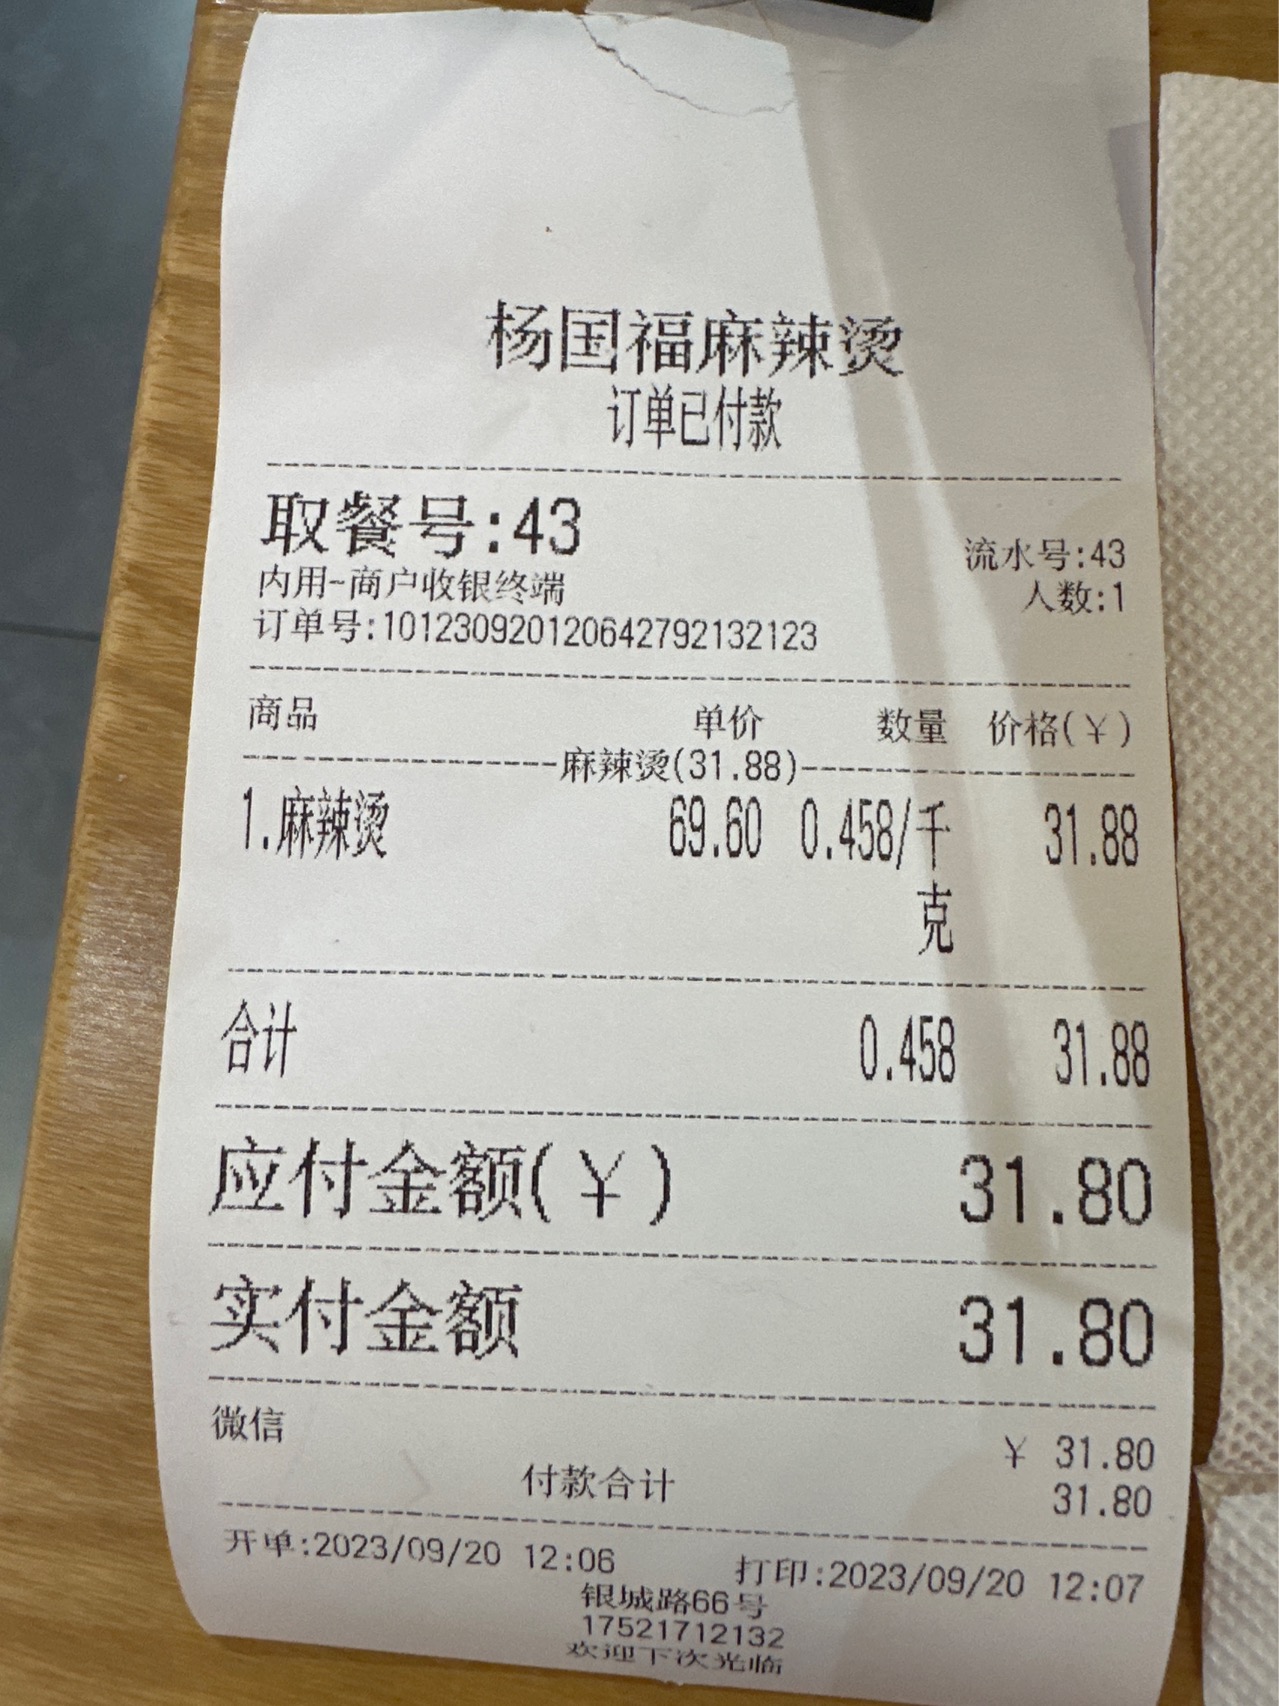 杨国福麻辣烫
订单已付款
取餐号:43
流水号:43
内用-商户收银终端
人数:1
订单号:101230920120642792132123
商品 单价 数量 价格(¥)
麻辣烫(31.88)
1.麻辣烫 69.60 0.458/千克 31.88
合计 0.458 31.88
应付金额(¥) 31.80
实付金额 31.80
微信 ¥ 31.80
付款合计 31.80
开单:2023/09/20 12:06 打印:2023/09/20 12:07
银城路66号
17521712132
欢迎下次光临